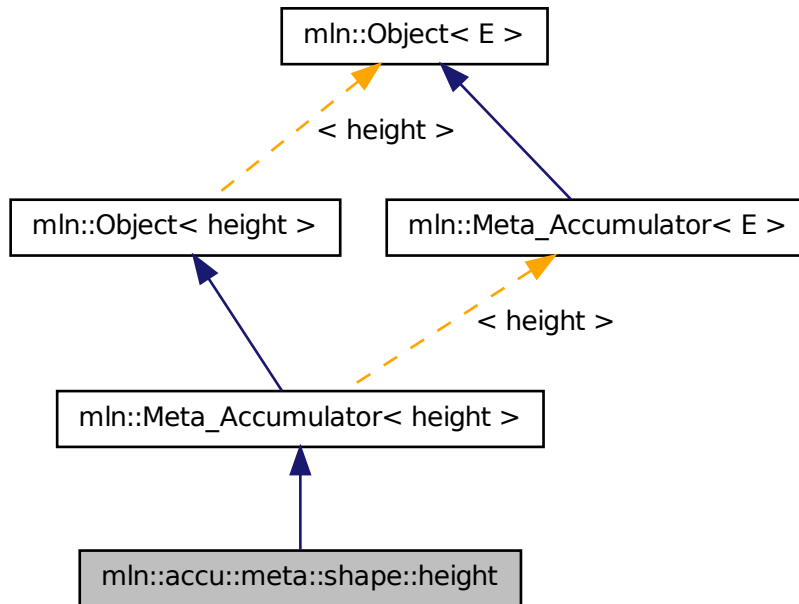 mln::Object< E >
< height >
mln::Object< height >
mln::Meta_Accumulator< E >
< height >
mln::Meta_Accumulator< height >
mln::accu::meta::shape::height